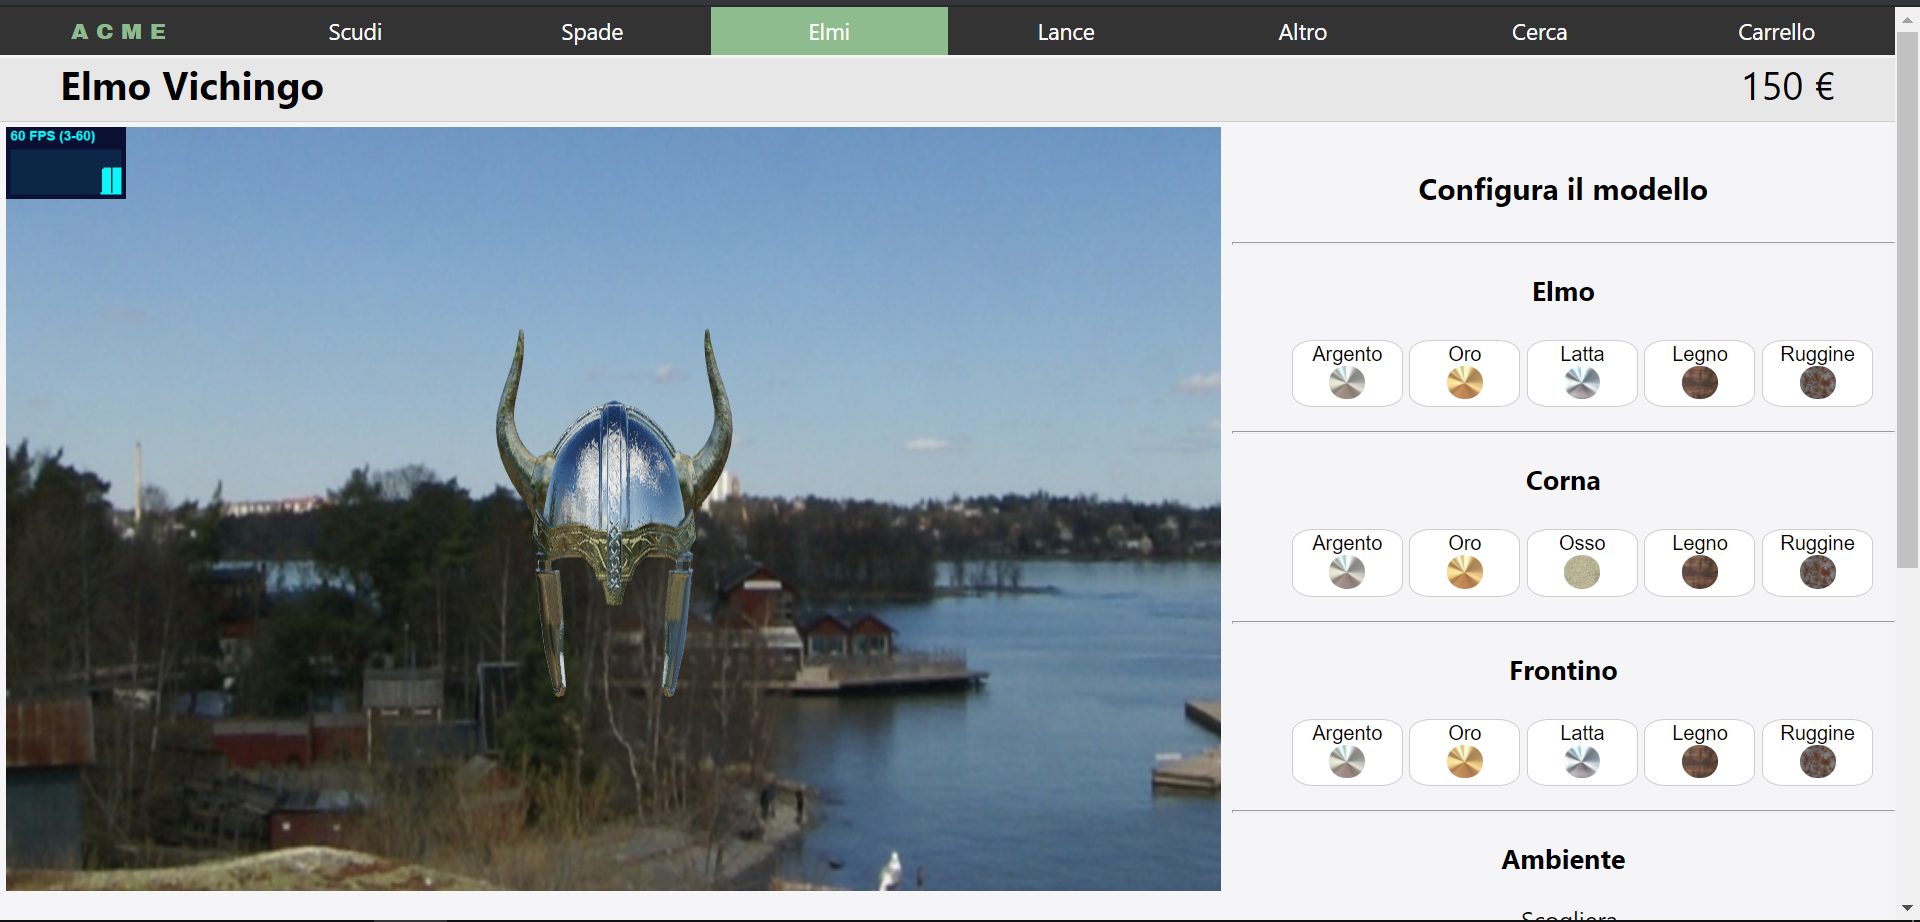 ACME Scudi Spade Elmi Lance Altro Cerca Carrello
Elmo Vichingo 150 €
60 FPS (3-60)
Configura il modello
Elmo
Argento Oro Latta Legno Ruggine
Corna
Argento Oro Osso Legno Ruggine
Frontino
Argento Oro Latta Legno Ruggine
Ambiente
Scogliera